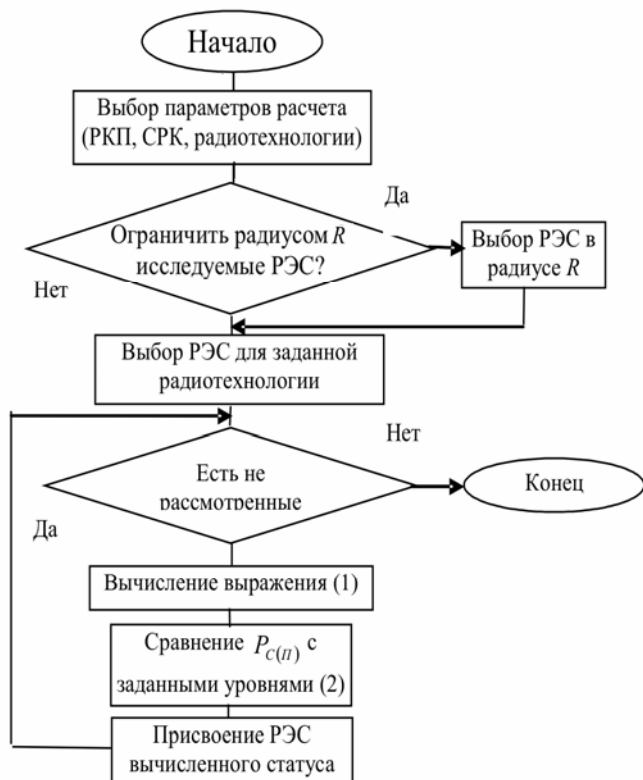 Начало
Выбор параметров расчета
(РКП, СРК, радиотехнологии)
Да
Ограничить радиусом R
исследуемые РЭС?
Выбор РЭС в
радиусе R
Нет
Выбор РЭС для заданной
радиотехнологии
Нет
Есть не
рассмотренные
Конец
Да
Вычисление выражения (1)
Сравнение P_C(П) с
заданными уровнями (2)
Присвоение РЭС
вычисленного статуса